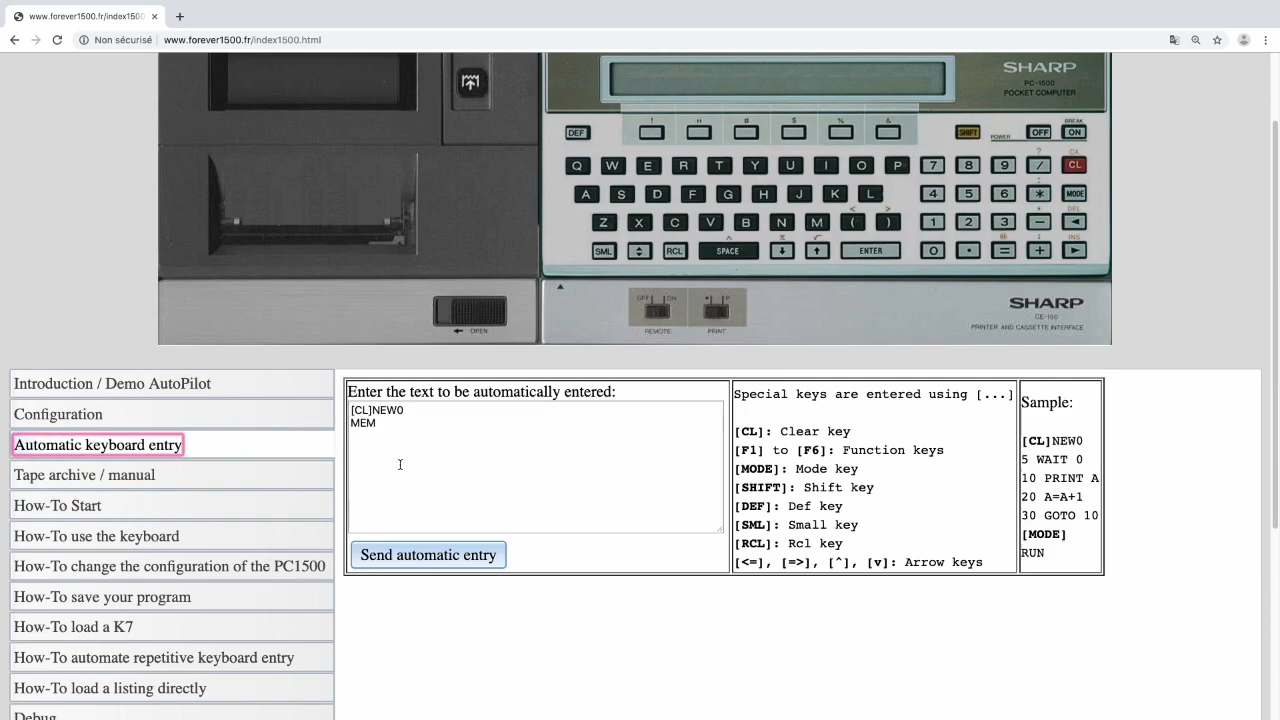 www.forever1500.fr/index1500
Non sécurisé
www.forever1500.fr/index1500.html
SHARP
PC-1500
POCKET COMPUTER
! " # $ % &
BREAK
DEF
SHIFT
POWER
OFF
ON
? CA
Q W E R T Y U I O P 7 8 9 / CL
:
A S D F G H J K L 4 5 6 * MODE
< > DEL
Z X C V B N M ( ) 1 2 3 − ◄
^ π √ @ INS
SML
RCL
SPACE
ENTER
0 • = + ►
OPEN
OFF ON
P
REMOTE
PRINT
SHARP
CE-150
PRINTER AND CASSETTE INTERFACE
Introduction / Demo AutoPilot
Configuration
Automatic keyboard entry
Tape archive / manual
How-To Start
How-To use the keyboard
How-To change the configuration of the PC1500
How-To save your program
How-To load a K7
How-To automate repetitive keyboard entry
How-To load a listing directly
Debug
Enter the text to be automatically entered:
[CL]NEW0
MEM
Send automatic entry
Special keys are entered using [...]
[CL]: Clear key
[F1] to [F6]: Function keys
[MODE]: Mode key
[SHIFT]: Shift key
[DEF]: Def key
[SML]: Small key
[RCL]: Rcl key
[<=], [=>], [^], [v]: Arrow keys
Sample:
[CL]NEW0
5 WAIT 0
10 PRINT A
20 A=A+1
30 GOTO 10
[MODE]
RUN